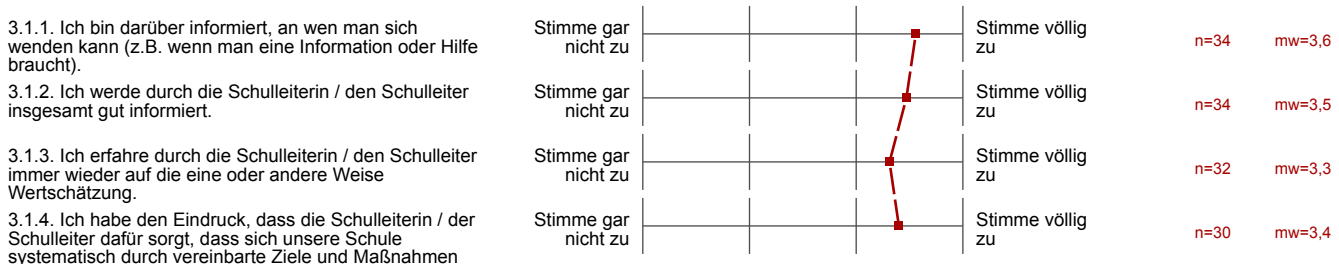 3.1.1. Ich bin darüber informiert, an wen man sich
wenden kann (z.B. wenn man eine Information oder Hilfe
braucht).
Stimme gar
nicht zu
Stimme völlig
zu
n=34
mw=3,6
3.1.2. Ich werde durch die Schulleiterin / den Schulleiter
insgesamt gut informiert.
Stimme gar
nicht zu
Stimme völlig
zu
n=34
mw=3,5
3.1.3. Ich erfahre durch die Schulleiterin / den Schulleiter
immer wieder auf die eine oder andere Weise
Wertschätzung.
Stimme gar
nicht zu
Stimme völlig
zu
n=32
mw=3,3
3.1.4. Ich habe den Eindruck, dass die Schulleiterin / der
Schulleiter dafür sorgt, dass sich unsere Schule
systematisch durch vereinbarte Ziele und Maßnahmen
Stimme gar
nicht zu
Stimme völlig
zu
n=30
mw=3,4